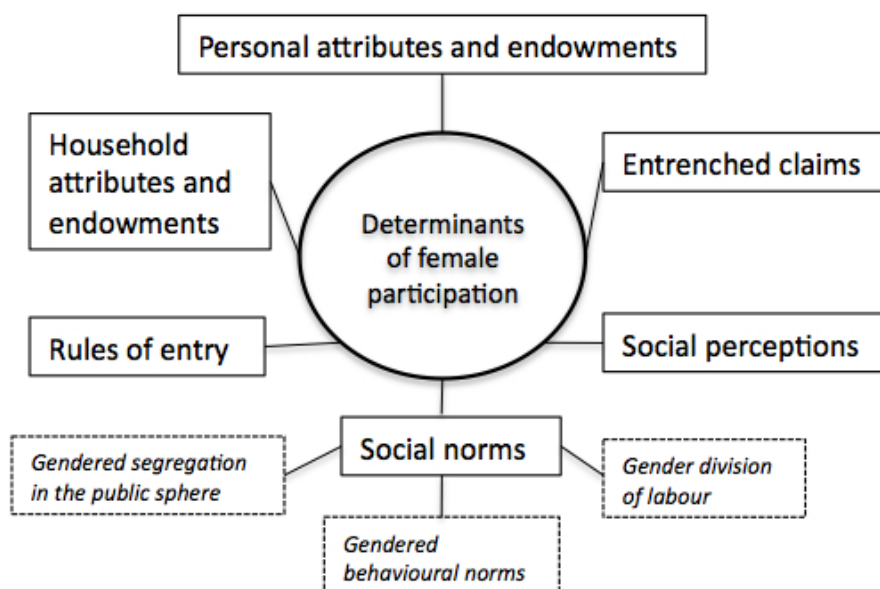 Personal attributes and endowments
Household
attributes and
endowments
Entrenched claims
Determinants
of female
participation
Rules of entry
Social perceptions
Social norms
Gendered segregation
in the public sphere
Gender division
of labour
Gendered
behavioural norms